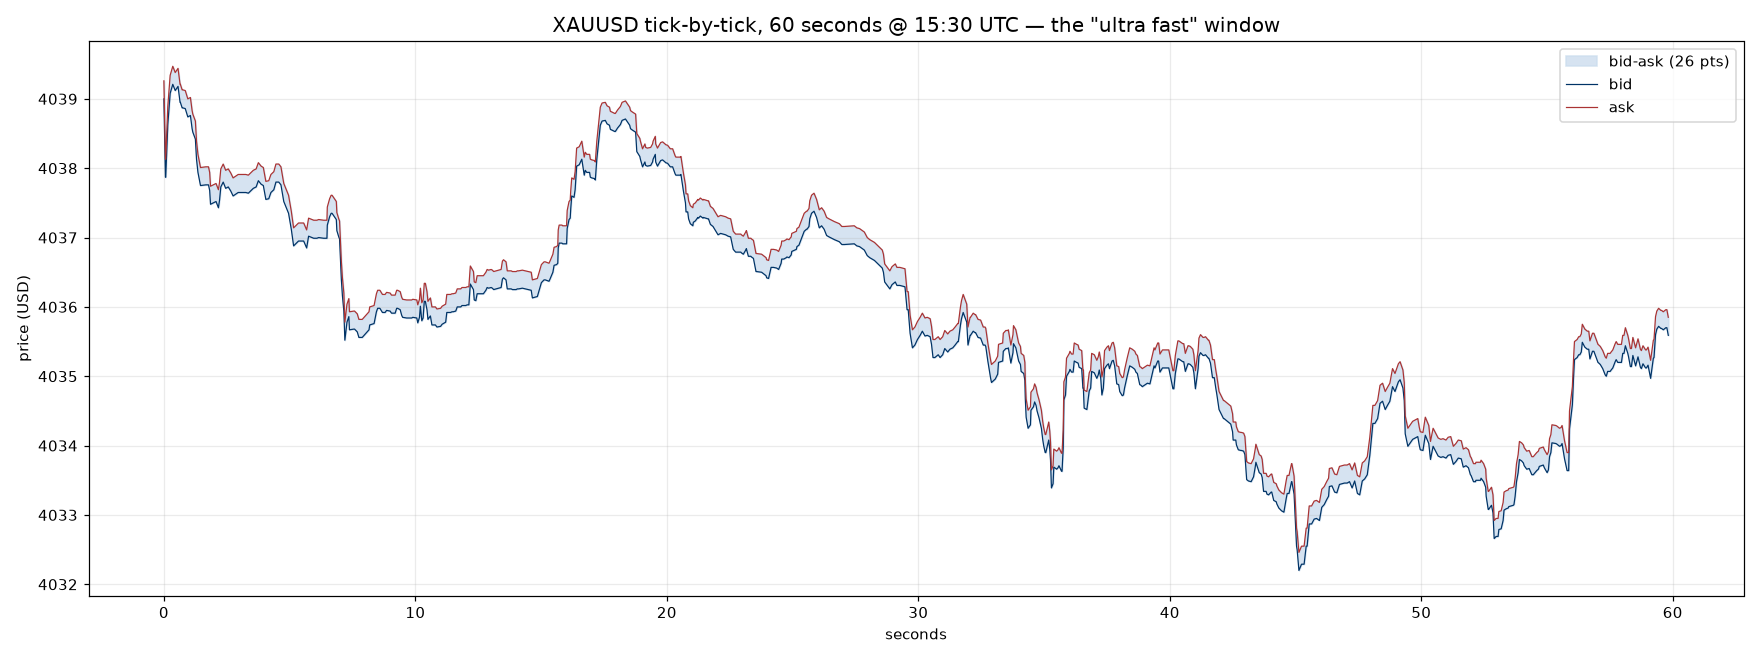 XAUUSD tick-by-tick, 60 seconds @ 15:30 UTC — the "ultra fast" window
bid-ask (26 pts)
bid
ask
price (USD)
4039
4038
4037
4036
4035
4034
4033
4032
0 10 20 30 40 50 60
seconds